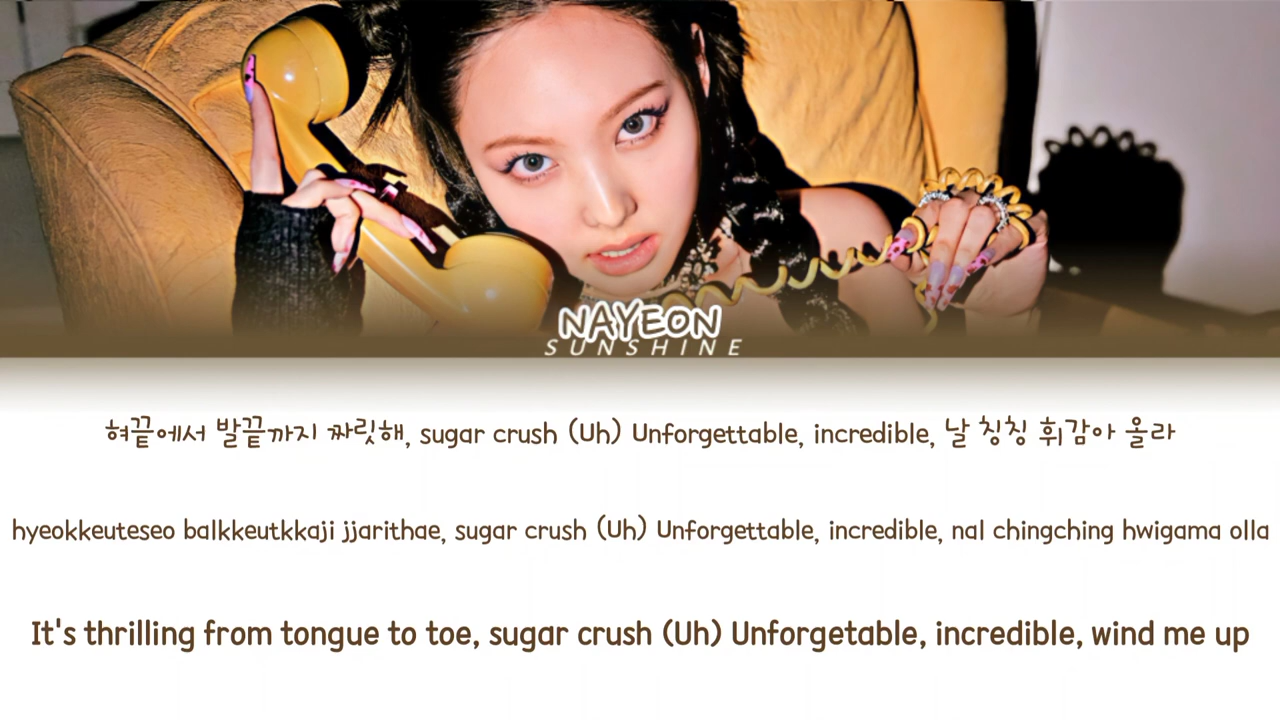 NAYEON
SUNSHINE
혀끝에서 발끝까지 짜릿해, sugar crush (Uh) Unforgettable, incredible, 날 칭칭 휘감아 올라
hyeokkeuteseo balkkeutkkaji jjarithae, sugar crush (Uh) Unforgettable, incredible, nal chingching hwigama olla
It's thrilling from tongue to toe, sugar crush (Uh) Unforgetable, incredible, wind me up